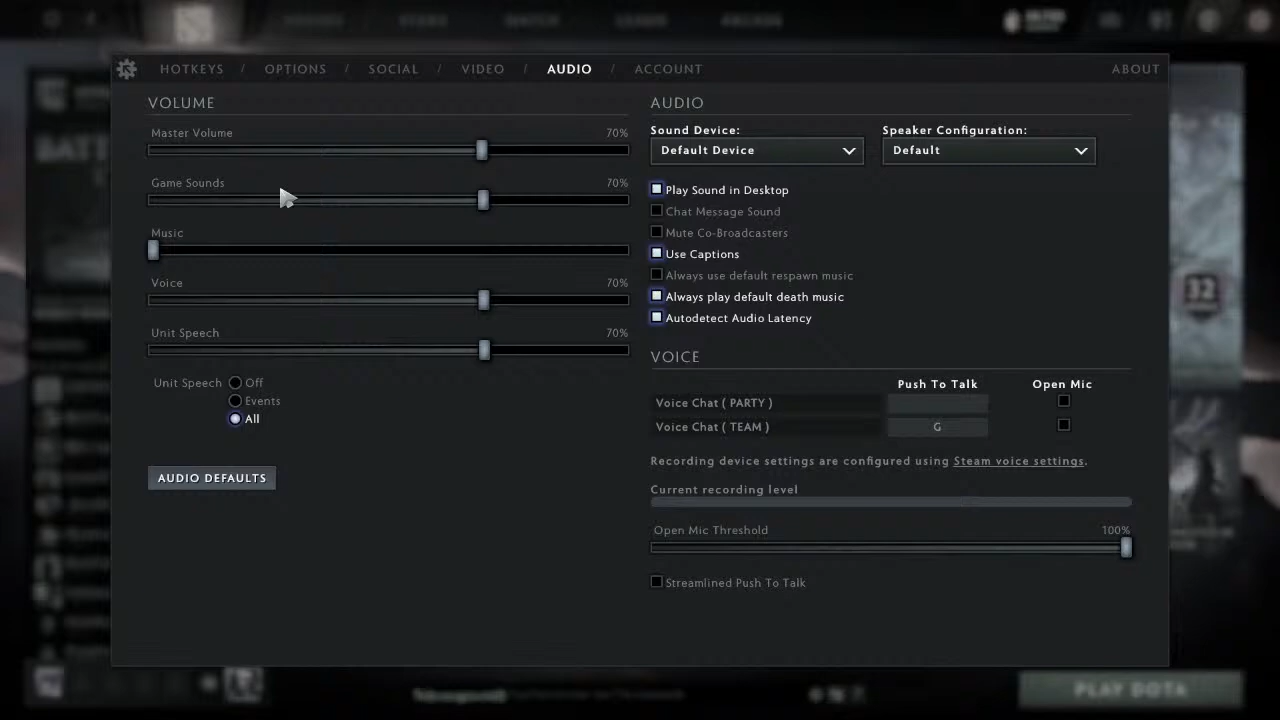 HOTKEYS / OPTIONS / SOCIAL / VIDEO / AUDIO / ACCOUNT ABOUT
VOLUME
Master Volume 70%
Game Sounds 70%
Music
Voice 70%
Unit Speech 70%
Unit Speech Off
Events
All
AUDIO DEFAULTS
AUDIO
Sound Device: Speaker Configuration:
Default Device Default
Play Sound in Desktop
Chat Message Sound
Mute Co-Broadcasters
Use Captions
Always use default respawn music
Always play default death music
Autodetect Audio Latency
VOICE
Push To Talk Open Mic
Voice Chat ( PARTY )
Voice Chat ( TEAM ) G
Recording device settings are configured using Steam voice settings.
Current recording level
Open Mic Threshold 100%
Streamlined Push To Talk
32
PLAY DOTA